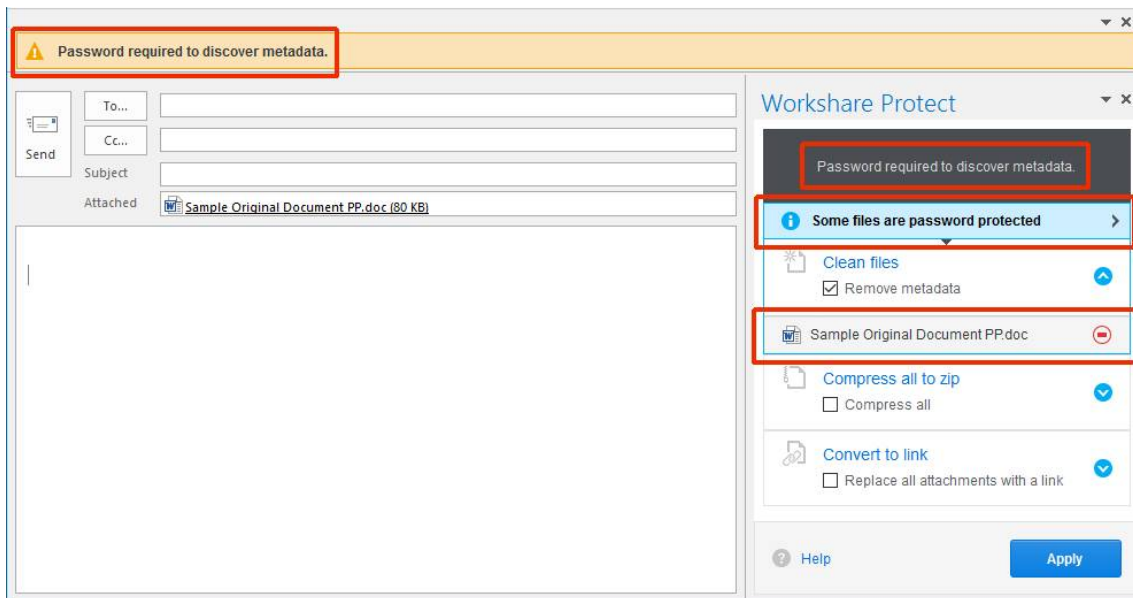 Password required to discover metadata.
Send
To...
Cc...
Subject
Attached
Sample Original Document PP.doc (80 KB)
Workshare Protect
Password required to discover metadata.
Some files are password protected
Clean files
Remove metadata
Sample Original Document PP.doc
Compress all to zip
Compress all
Convert to link
Replace all attachments with a link
Help
Apply